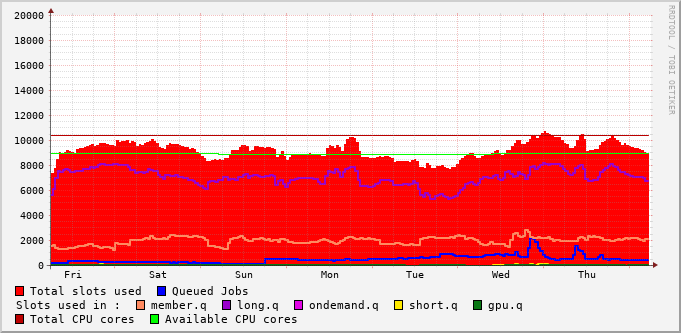 20000
18000
16000
14000
12000
10000
8000
6000
4000
2000
0
Fri Sat Sun Mon Tue Wed Thu
RRDTOOL / TOBI OETIKER
Total slots used Queued Jobs
Slots used in : member.q long.q ondemand.q short.q gpu.q
Total CPU cores Available CPU cores